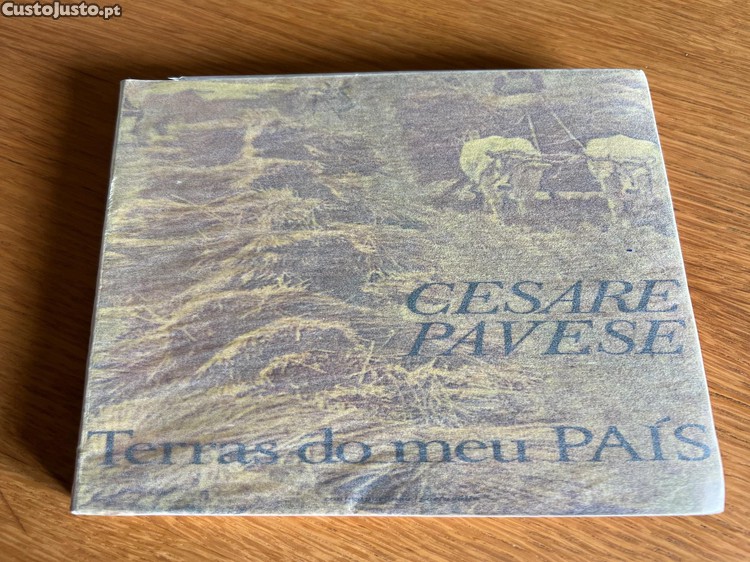 CustoJusto.pt
CESARE
PAVESE
Terras do meu PAÍS